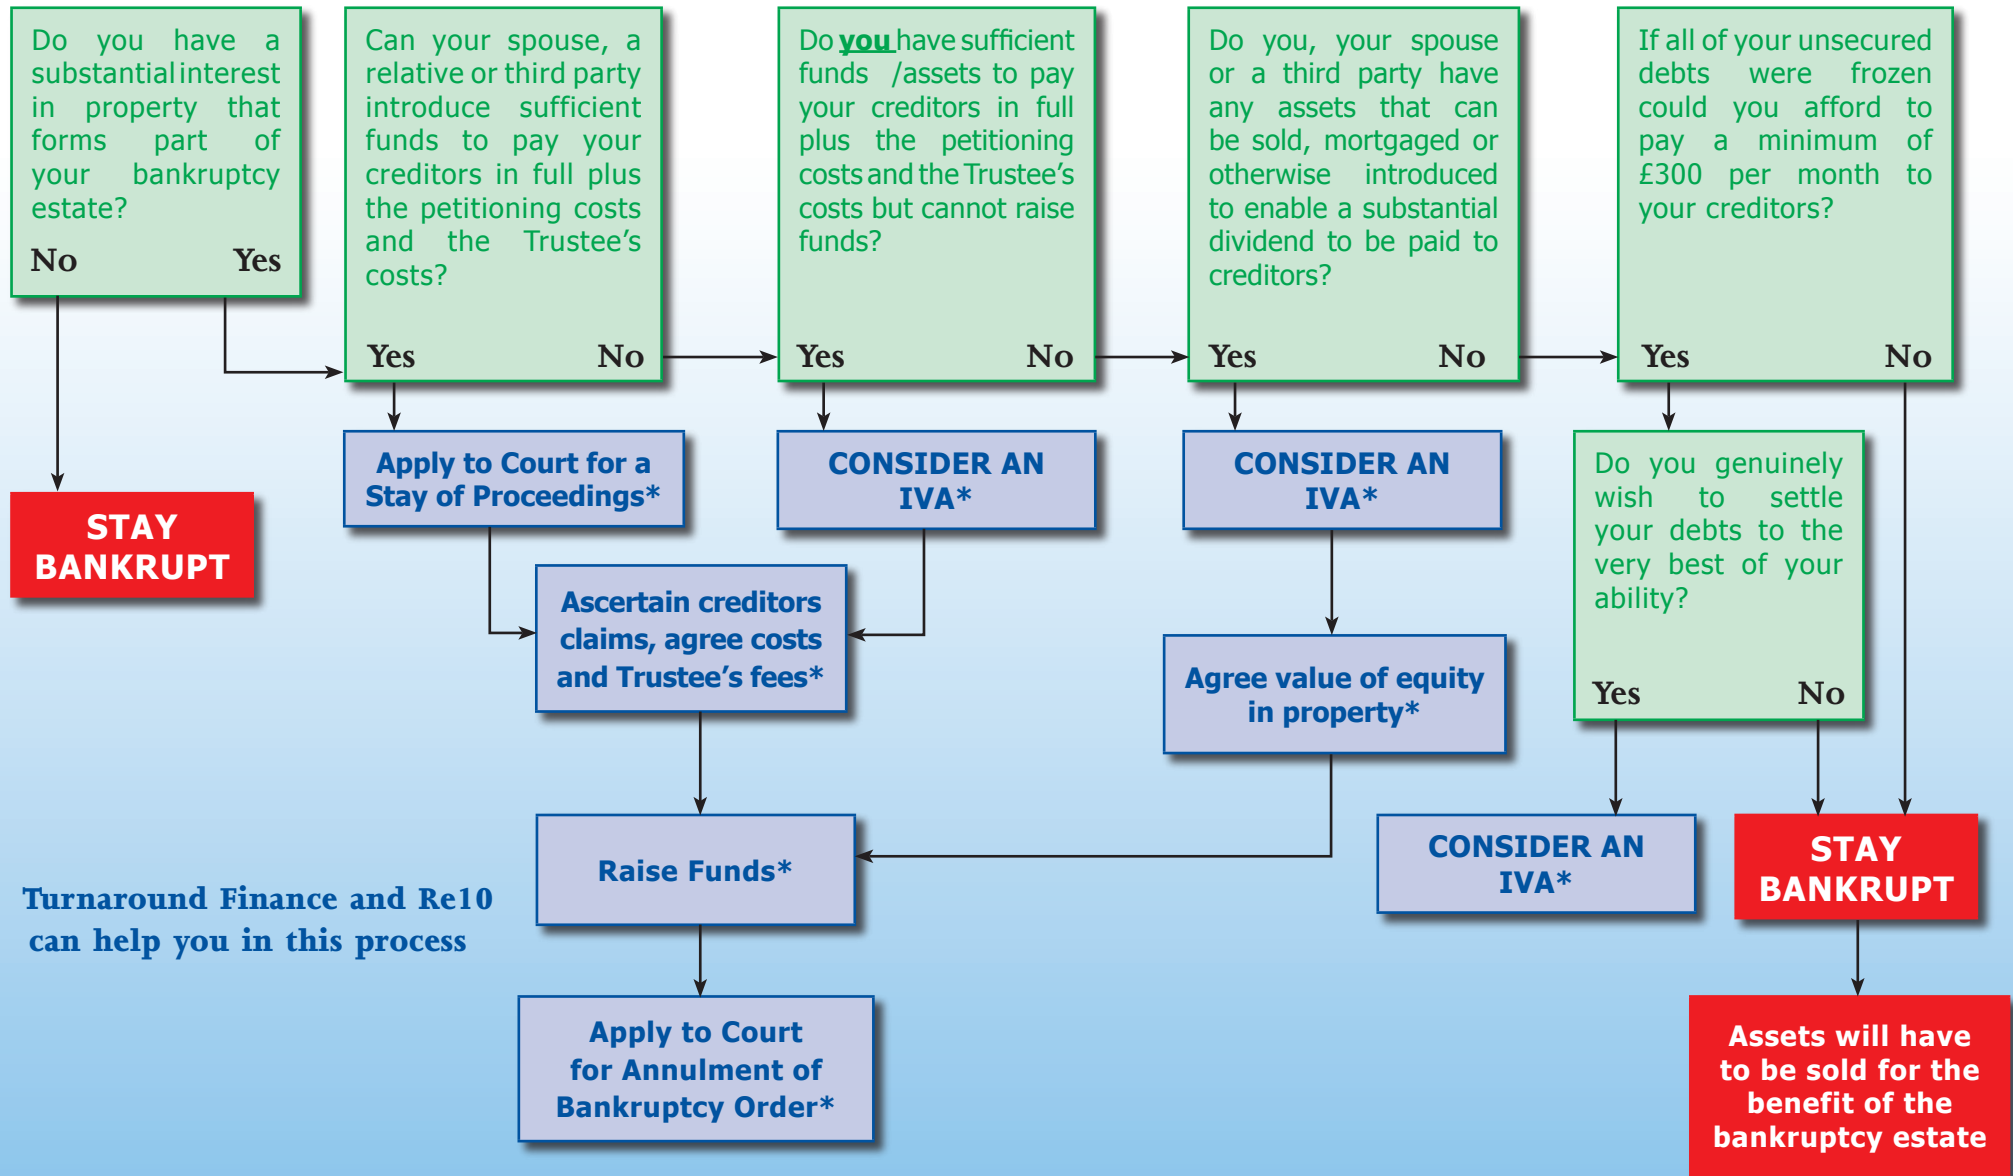 Do you have a
substantial interest
in property that
forms part of
your bankruptcy
estate?
No Yes
Can your spouse, a
relative or third party
introduce sufficient
funds to pay your
creditors in full plus
the petitioning costs
and the Trustee's
costs?
Yes No
Do you have sufficient
funds /assets to pay
your creditors in full
plus the petitioning
costs and the Trustee's
costs but cannot raise
funds?
Yes No
Do you, your spouse
or a third party have
any assets that can
be sold, mortgaged or
otherwise introduced
to enable a substantial
dividend to be paid to
creditors?
Yes No
If all of your unsecured
debts were frozen
could you afford to
pay a minimum of
£300 per month to
your creditors?
Yes No
STAY
BANKRUPT
Apply to Court for a
Stay of Proceedings*
CONSIDER AN
IVA*
CONSIDER AN
IVA*
Do you genuinely
wish to settle
your debts to the
very best of your
ability?
Yes No
Ascertain creditors
claims, agree costs
and Trustee's fees*
Agree value of equity
in property*
Raise Funds*
CONSIDER AN
IVA*
STAY
BANKRUPT
Turnaround Finance and Re10
can help you in this process
Apply to Court
for Annulment of
Bankruptcy Order*
Assets will have
to be sold for the
benefit of the
bankruptcy estate